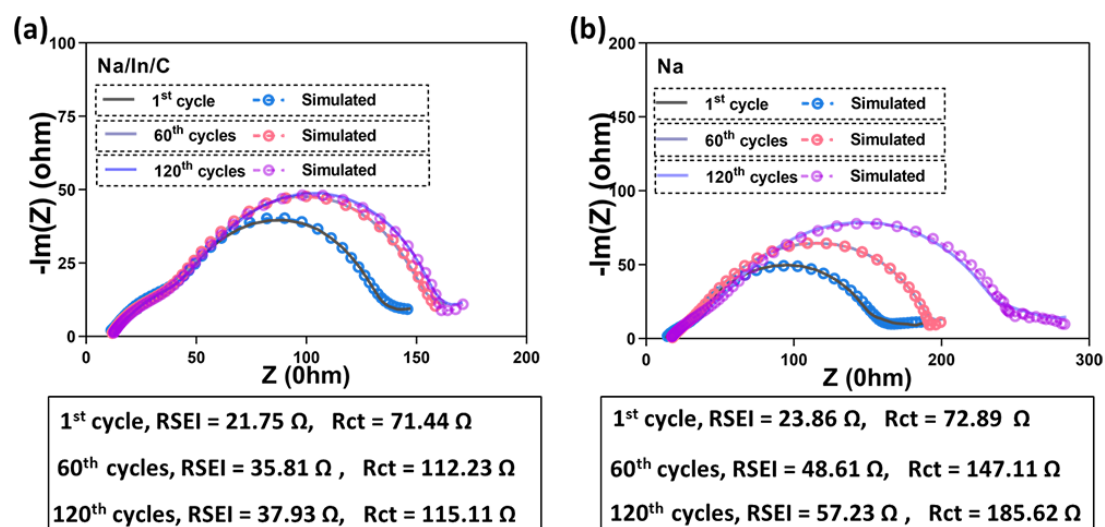 (a)
100
75
50
25
0
-Im(Z) (ohm)
Na/In/C
1st cycle Simulated
60th cycles Simulated
120th cycles Simulated
0 50 100 150 200
Z (0hm)
1st cycle, RSEI = 21.75 Ω, Rct = 71.44 Ω
60th cycles, RSEI = 35.81 Ω , Rct = 112.23 Ω
120th cycles, RSEI = 37.93 Ω, Rct = 115.11 Ω
(b)
200
150
100
50
0
-Im(Z) (ohm)
Na
1st cycle Simulated
60th cycles Simulated
120th cycles Simulated
0 100 200 300
Z (0hm)
1st cycle, RSEI = 23.86 Ω, Rct = 72.89 Ω
60th cycles, RSEI = 48.61 Ω, Rct = 147.11 Ω
120th cycles, RSEI = 57.23 Ω , Rct = 185.62 Ω